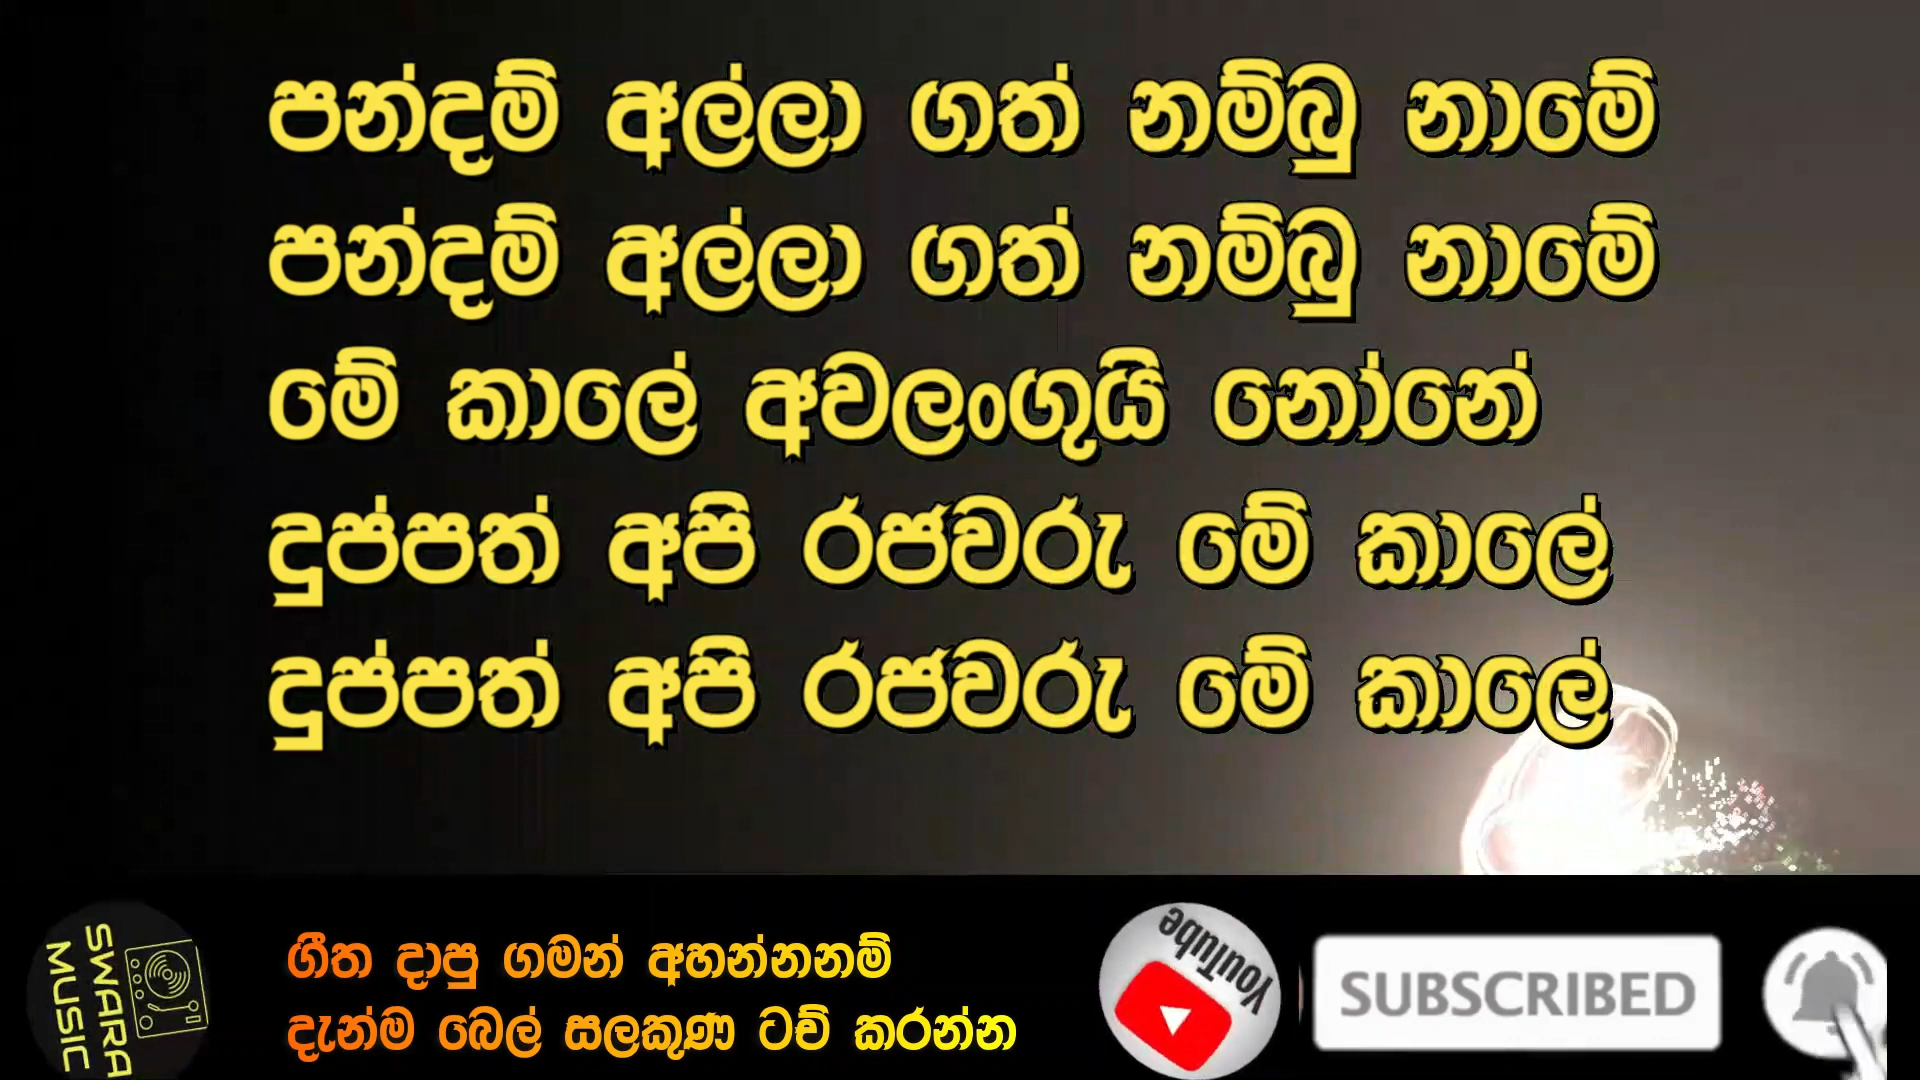 පන්දම් අල්ලා ගත් නම්බු නාමේ
පන්දම් අල්ලා ගත් නම්බු නාමේ
මේ කාලේ අවලංගුයි නෝනේ
දුප්පත් අපි රජවරු මේ කාලේ
දුප්පත් අපි රජවරු මේ කාලේ
SWARA
MUSIC
ගීත දාපු ගමන් අහන්නනම්
දැන්ම බෙල් සලකුණ ටච් කරන්න
YouTube
SUBSCRIBED